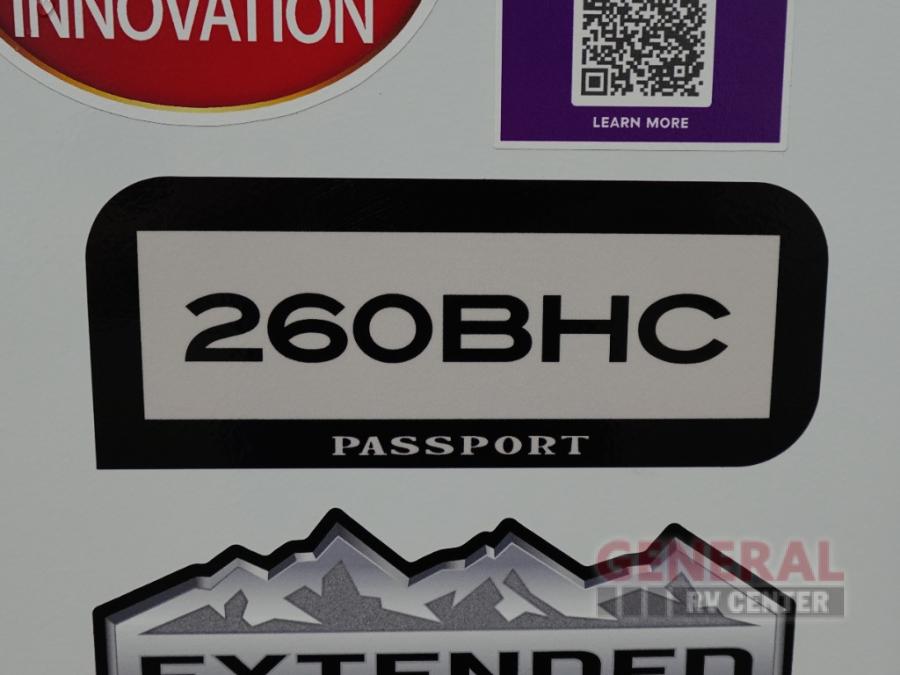 INNOVATION
LEARN MORE
260BHC
PASSPORT
EXTENDED
GENERAL
RV CENTER